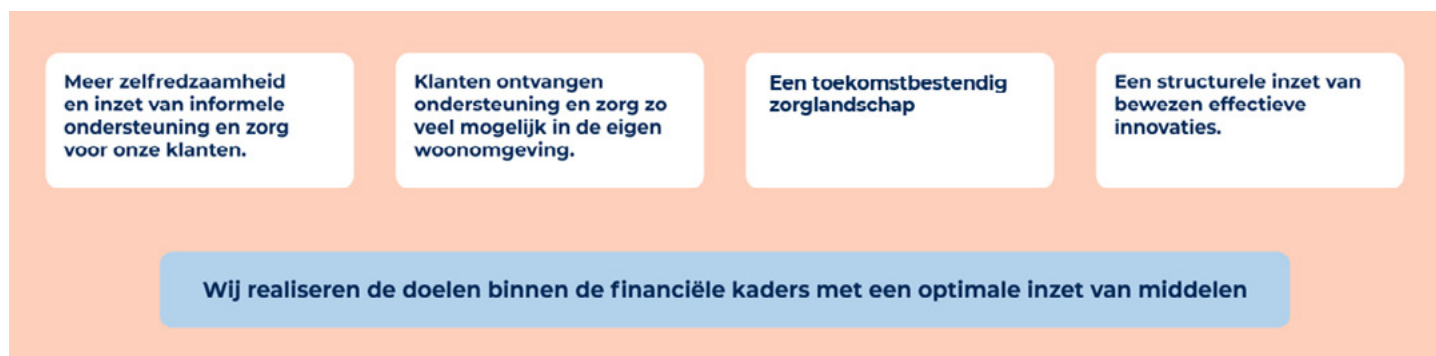 Meer zelfredzaamheid
en inzet van informele
ondersteuning en zorg
voor onze klanten.
Klanten ontvangen
ondersteuning en zorg zo
veel mogelijk in de eigen
woonomgeving.
Een toekomstbestendig
zorglandschap
Een structurele inzet van
bewezen effectieve
innovaties.
Wij realiseren de doelen binnen de financiële kaders met een optimale inzet van middelen